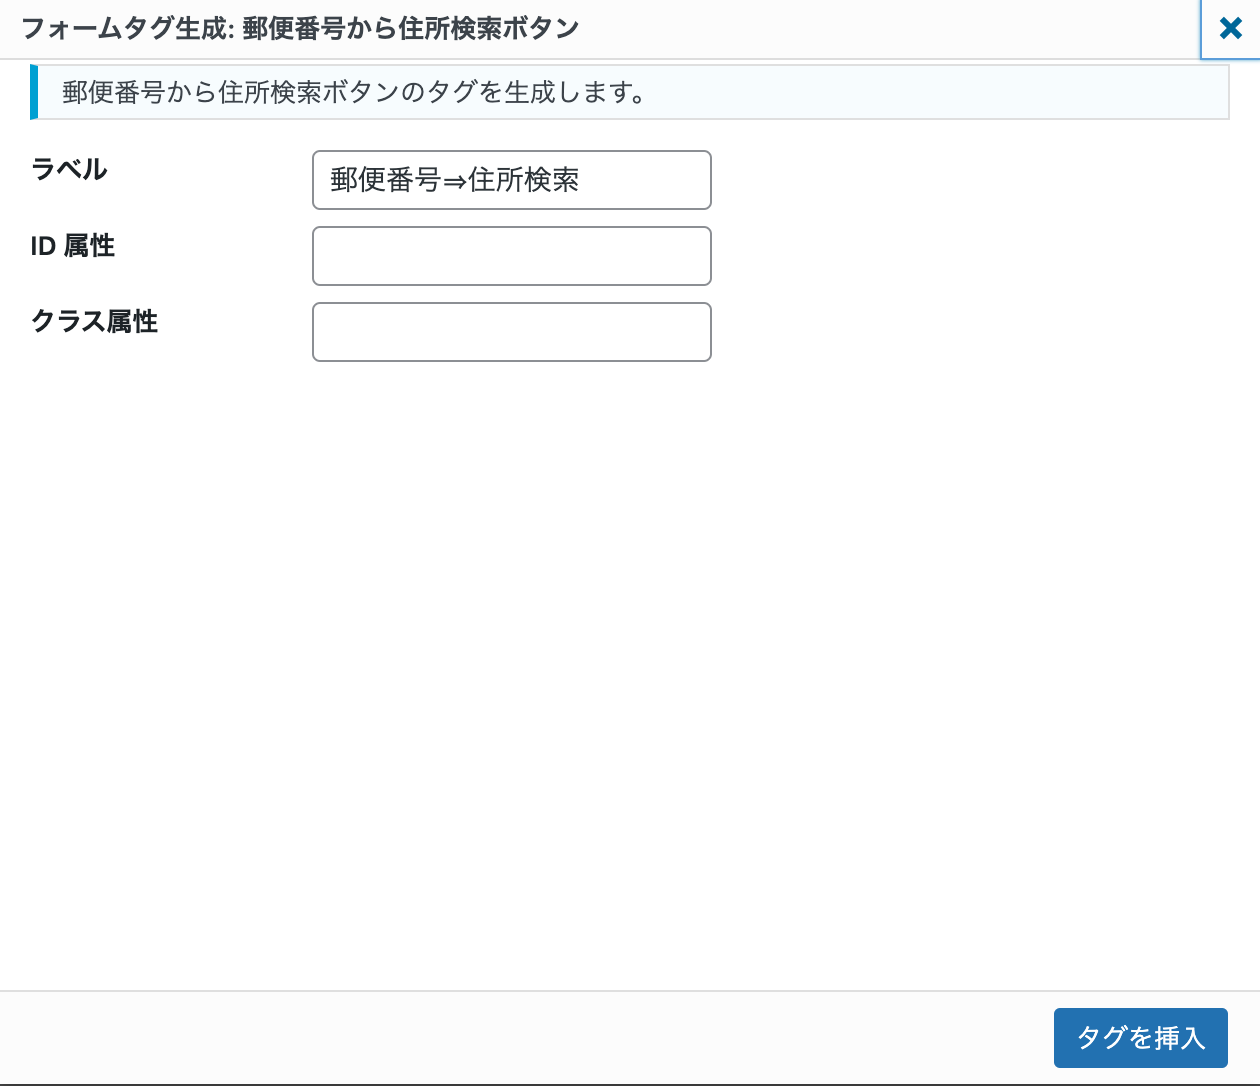 フォームタグ生成: 郵便番号から住所検索ボタン
郵便番号から住所検索ボタンのタグを生成します。
ラベル
郵便番号⇒住所検索
ID 属性
クラス属性
タグを挿入